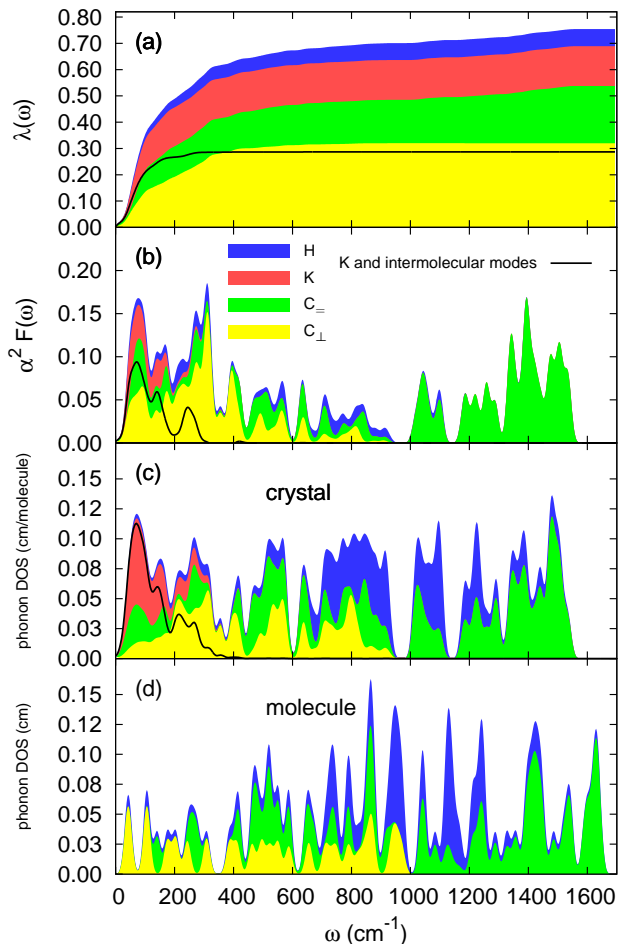 0.80
0.70
0.60
0.50
0.40
0.30
0.20
0.10
0.00
λ(ω)
(a)
0.20
0.15
0.10
0.05
0.00
α² F(ω)
(b)
H
K
C=
C⊥
K and intermolecular modes
0.15
0.12
0.10
0.08
0.05
0.03
0.00
phonon DOS (cm/molecule)
(c)
crystal
0.15
0.12
0.10
0.08
0.05
0.03
0.00
phonon DOS (cm)
(d)
molecule
0 200 400 600 800 1000 1200 1400 1600
ω (cm⁻¹)